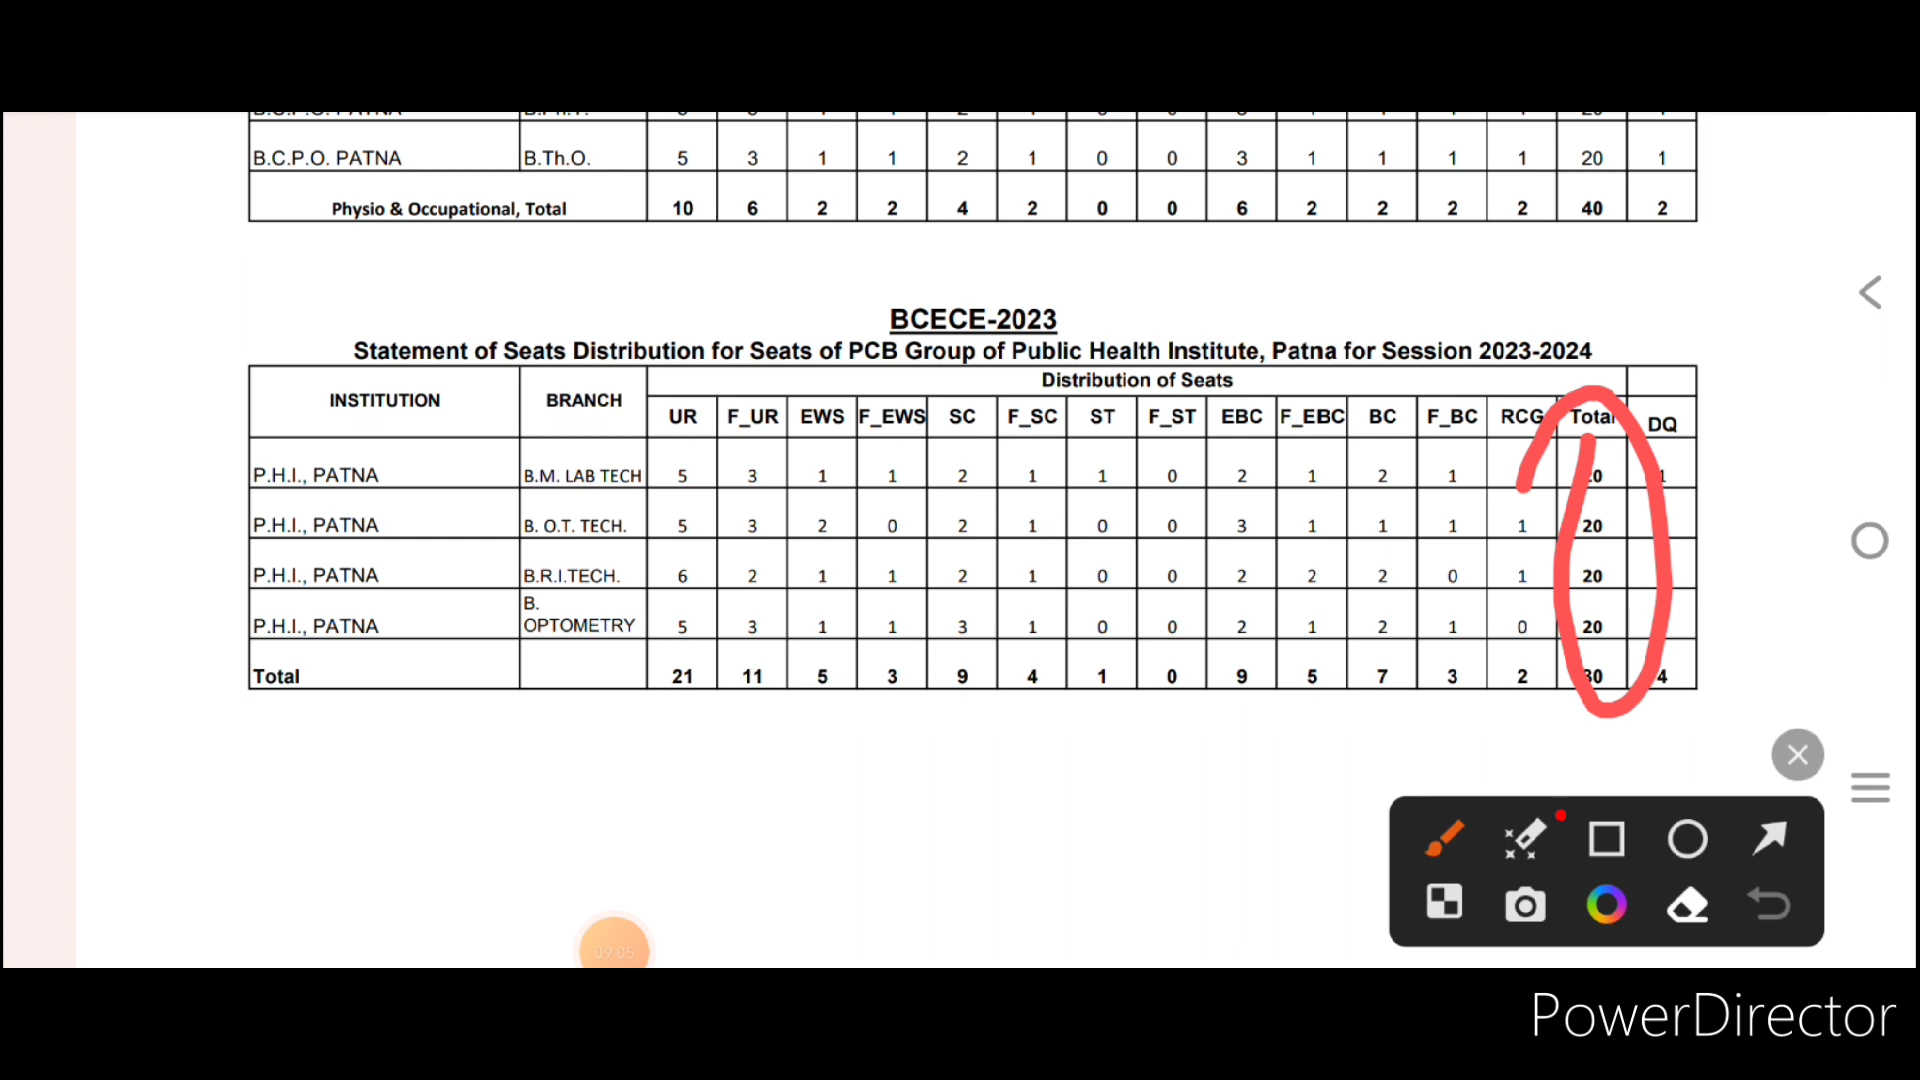 B.C.P.O. PATNA B.Th.O. 5 3 1 1 2 1 0 0 3 1 1 1 1 20 1
Physio & Occupational, Total 10 6 2 2 4 2 0 0 6 2 2 2 2 40 2
BCECE-2023
Statement of Seats Distribution for Seats of PCB Group of Public Health Institute, Patna for Session 2023-2024
INSTITUTION BRANCH Distribution of Seats
UR F_UR EWS F_EWS SC F_SC ST F_ST EBC F_EBC BC F_BC RCG Total DQ
P.H.I., PATNA B.M. LAB TECH 5 3 1 1 2 1 1 0 2 1 2 1 1
P.H.I., PATNA B. O.T. TECH. 5 3 2 0 2 1 0 0 3 1 1 1 1 20
P.H.I., PATNA B.R.I.TECH. 6 2 1 1 2 1 0 0 2 2 2 0 1 20
P.H.I., PATNA B. OPTOMETRY 5 3 1 1 3 1 0 0 2 1 2 1 0 20
Total 21 11 5 3 9 4 1 0 9 5 7 3 2 4
09:05
PowerDirector